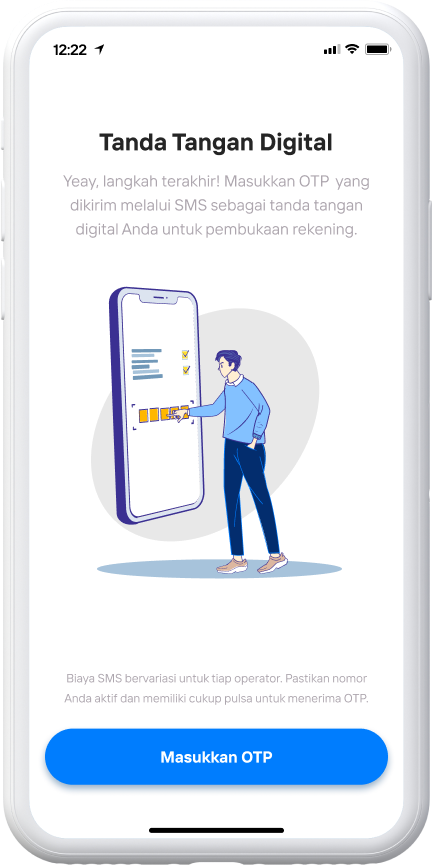 12:22
Tanda Tangan Digital
Yeay, langkah terakhir! Masukkan OTP yang
dikirim melalui SMS sebagai tanda tangan
digital Anda untuk pembukaan rekening.
Biaya SMS bervariasi untuk tiap operator. Pastikan nomor
Anda aktif dan memiliki cukup pulsa untuk menerima OTP.
Masukkan OTP